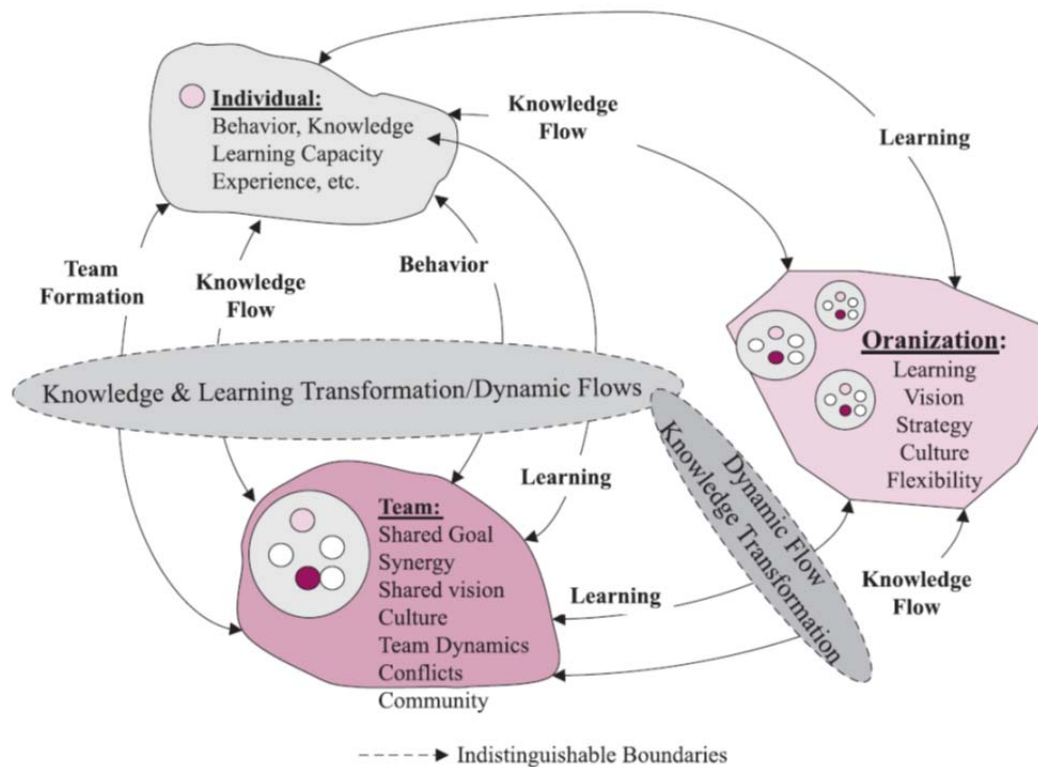 Individual:
Behavior, Knowledge
Learning Capacity
Experience, etc.
Knowledge
Flow
Learning
Team
Formation
Knowledge
Flow
Behavior
Oranization:
Learning
Vision
Strategy
Culture
Flexibility
Knowledge & Learning Transformation/Dynamic Flows
Dynamic Flow
Knowledge Transformation
Learning
Team:
Shared Goal
Synergy
Shared vision
Culture
Team Dynamics
Conflicts
Community
Learning
Knowledge
Flow
Indistinguishable Boundaries